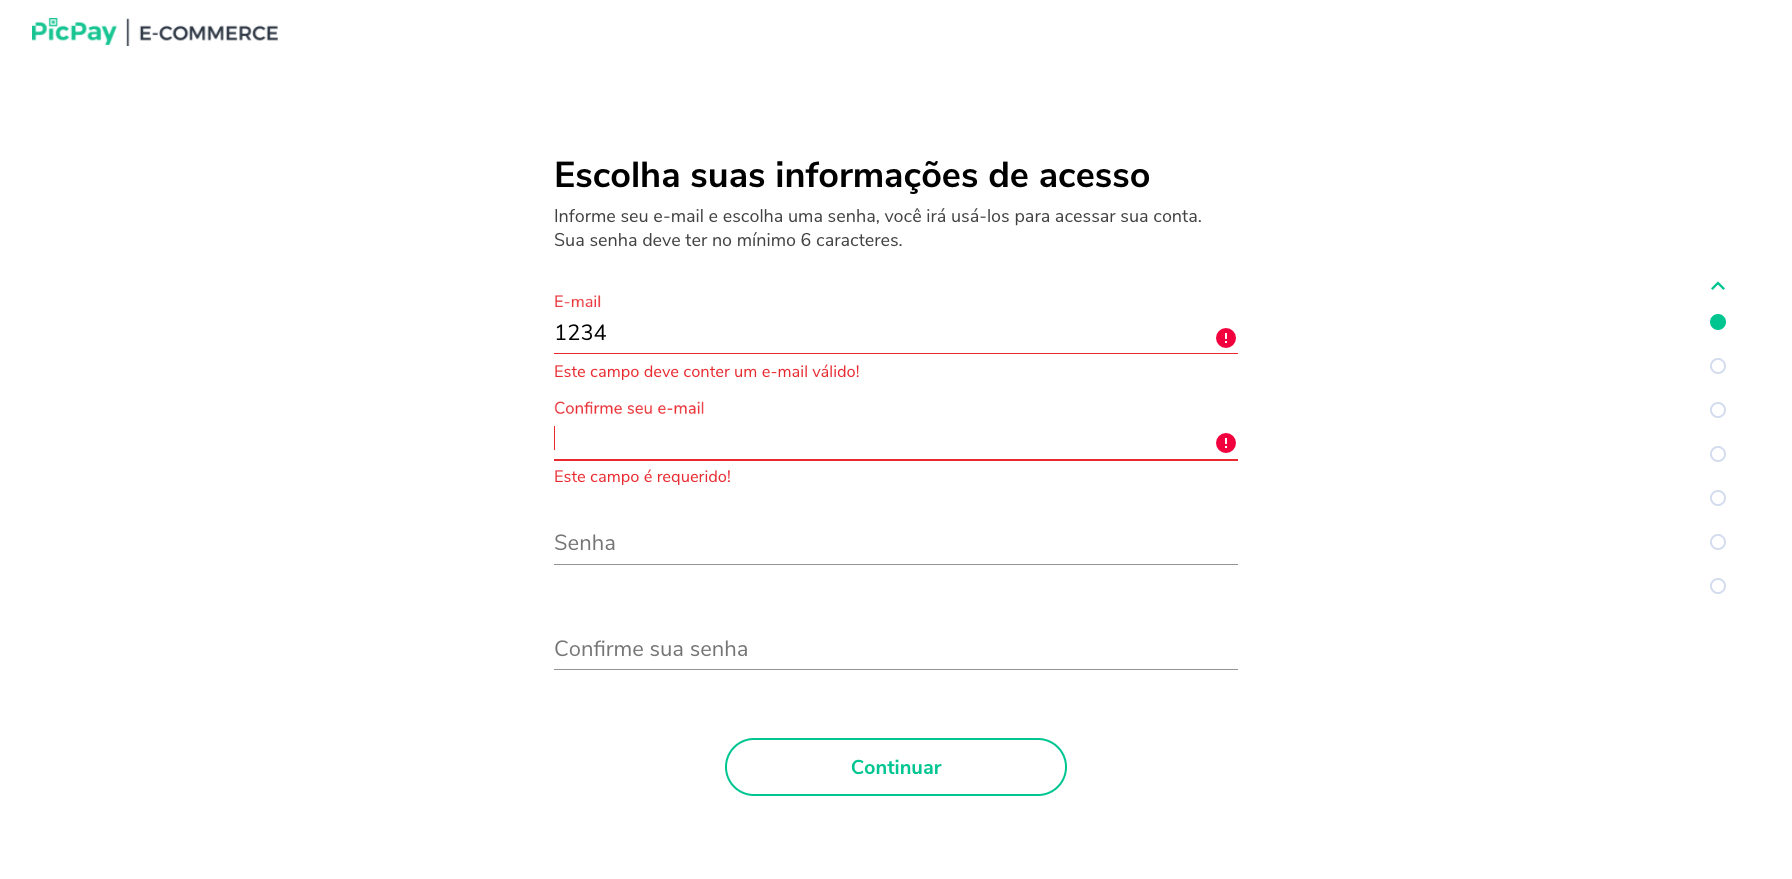 PicPay | E-COMMERCE
Escolha suas informações de acesso
Informe seu e-mail e escolha uma senha, você irá usá-los para acessar sua conta.
Sua senha deve ter no mínimo 6 caracteres.
E-mail
1234
Este campo deve conter um e-mail válido!
Confirme seu e-mail
Este campo é requerido!
Senha
Confirme sua senha
Continuar